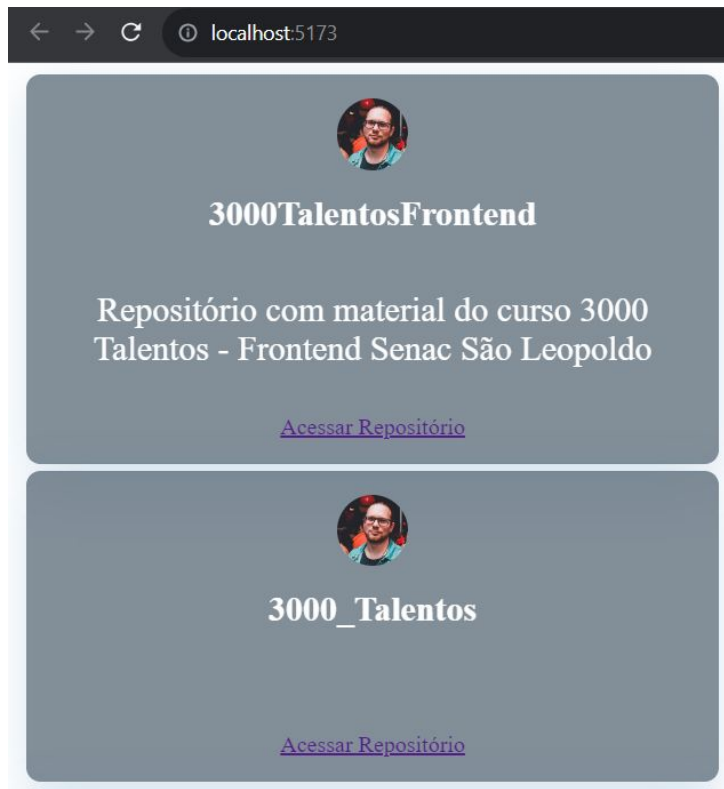 localhost:5173
3000TalentosFrontend
Repositório com material do curso 3000
Talentos - Frontend Senac São Leopoldo
Acessar Repositório
3000_Talentos
Acessar Repositório